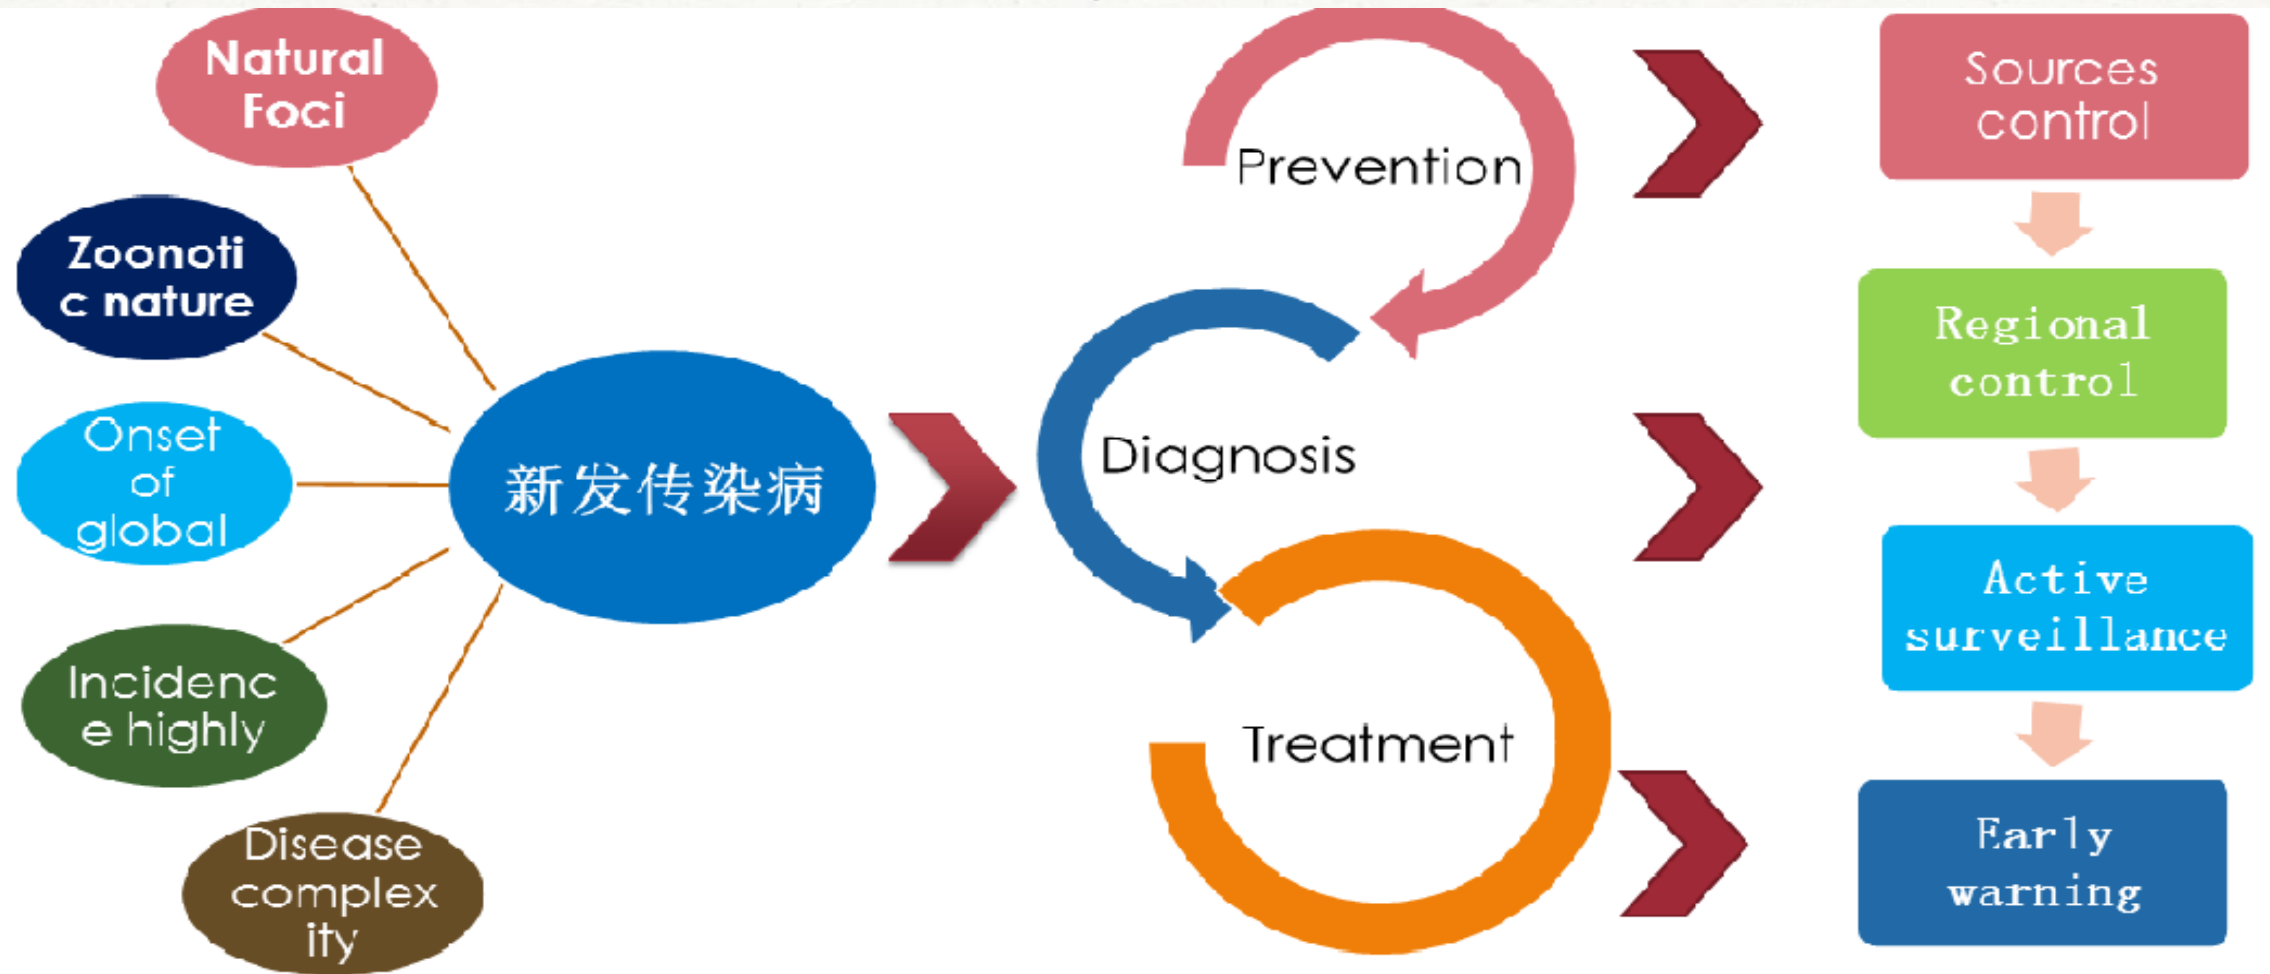 Natural
Foci
Zoonoti
c nature
Onset
of
global
Incidenc
e highly
Disease
complex
ity
新发传染病
Prevention
Diagnosis
Treatment
Sources
control
Regional
control
Active
surveillance
Early
warning